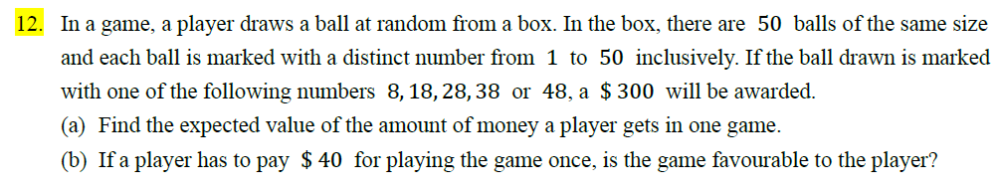 12. In a game, a player draws a ball at random from a box. In the box, there are 50 balls of the same size
and each ball is marked with a distinct number from 1 to 50 inclusively. If the ball drawn is marked
with one of the following numbers 8, 18, 28, 38 or 48, a $ 300 will be awarded.
(a) Find the expected value of the amount of money a player gets in one game.
(b) If a player has to pay $ 40 for playing the game once, is the game favourable to the player?